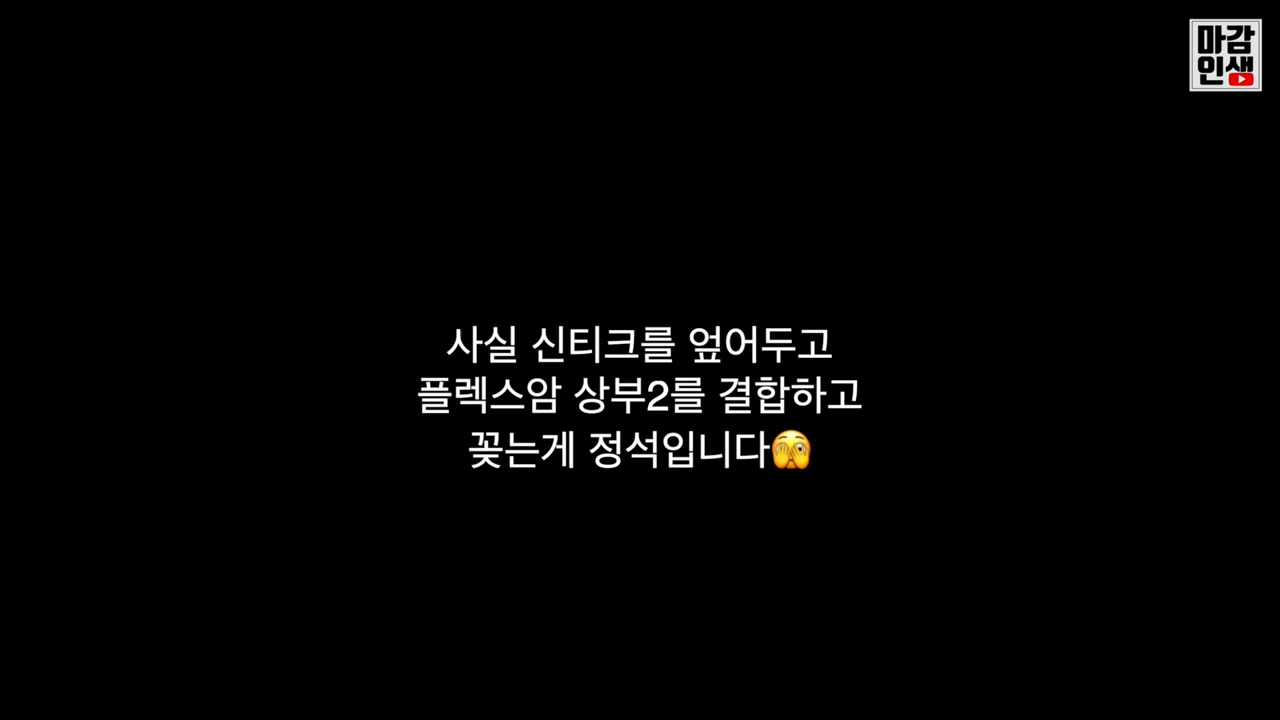 마감
인생
사실 신티크를 엎어두고
플렉스암 상부2를 결합하고
꽂는게 정석입니다🫣